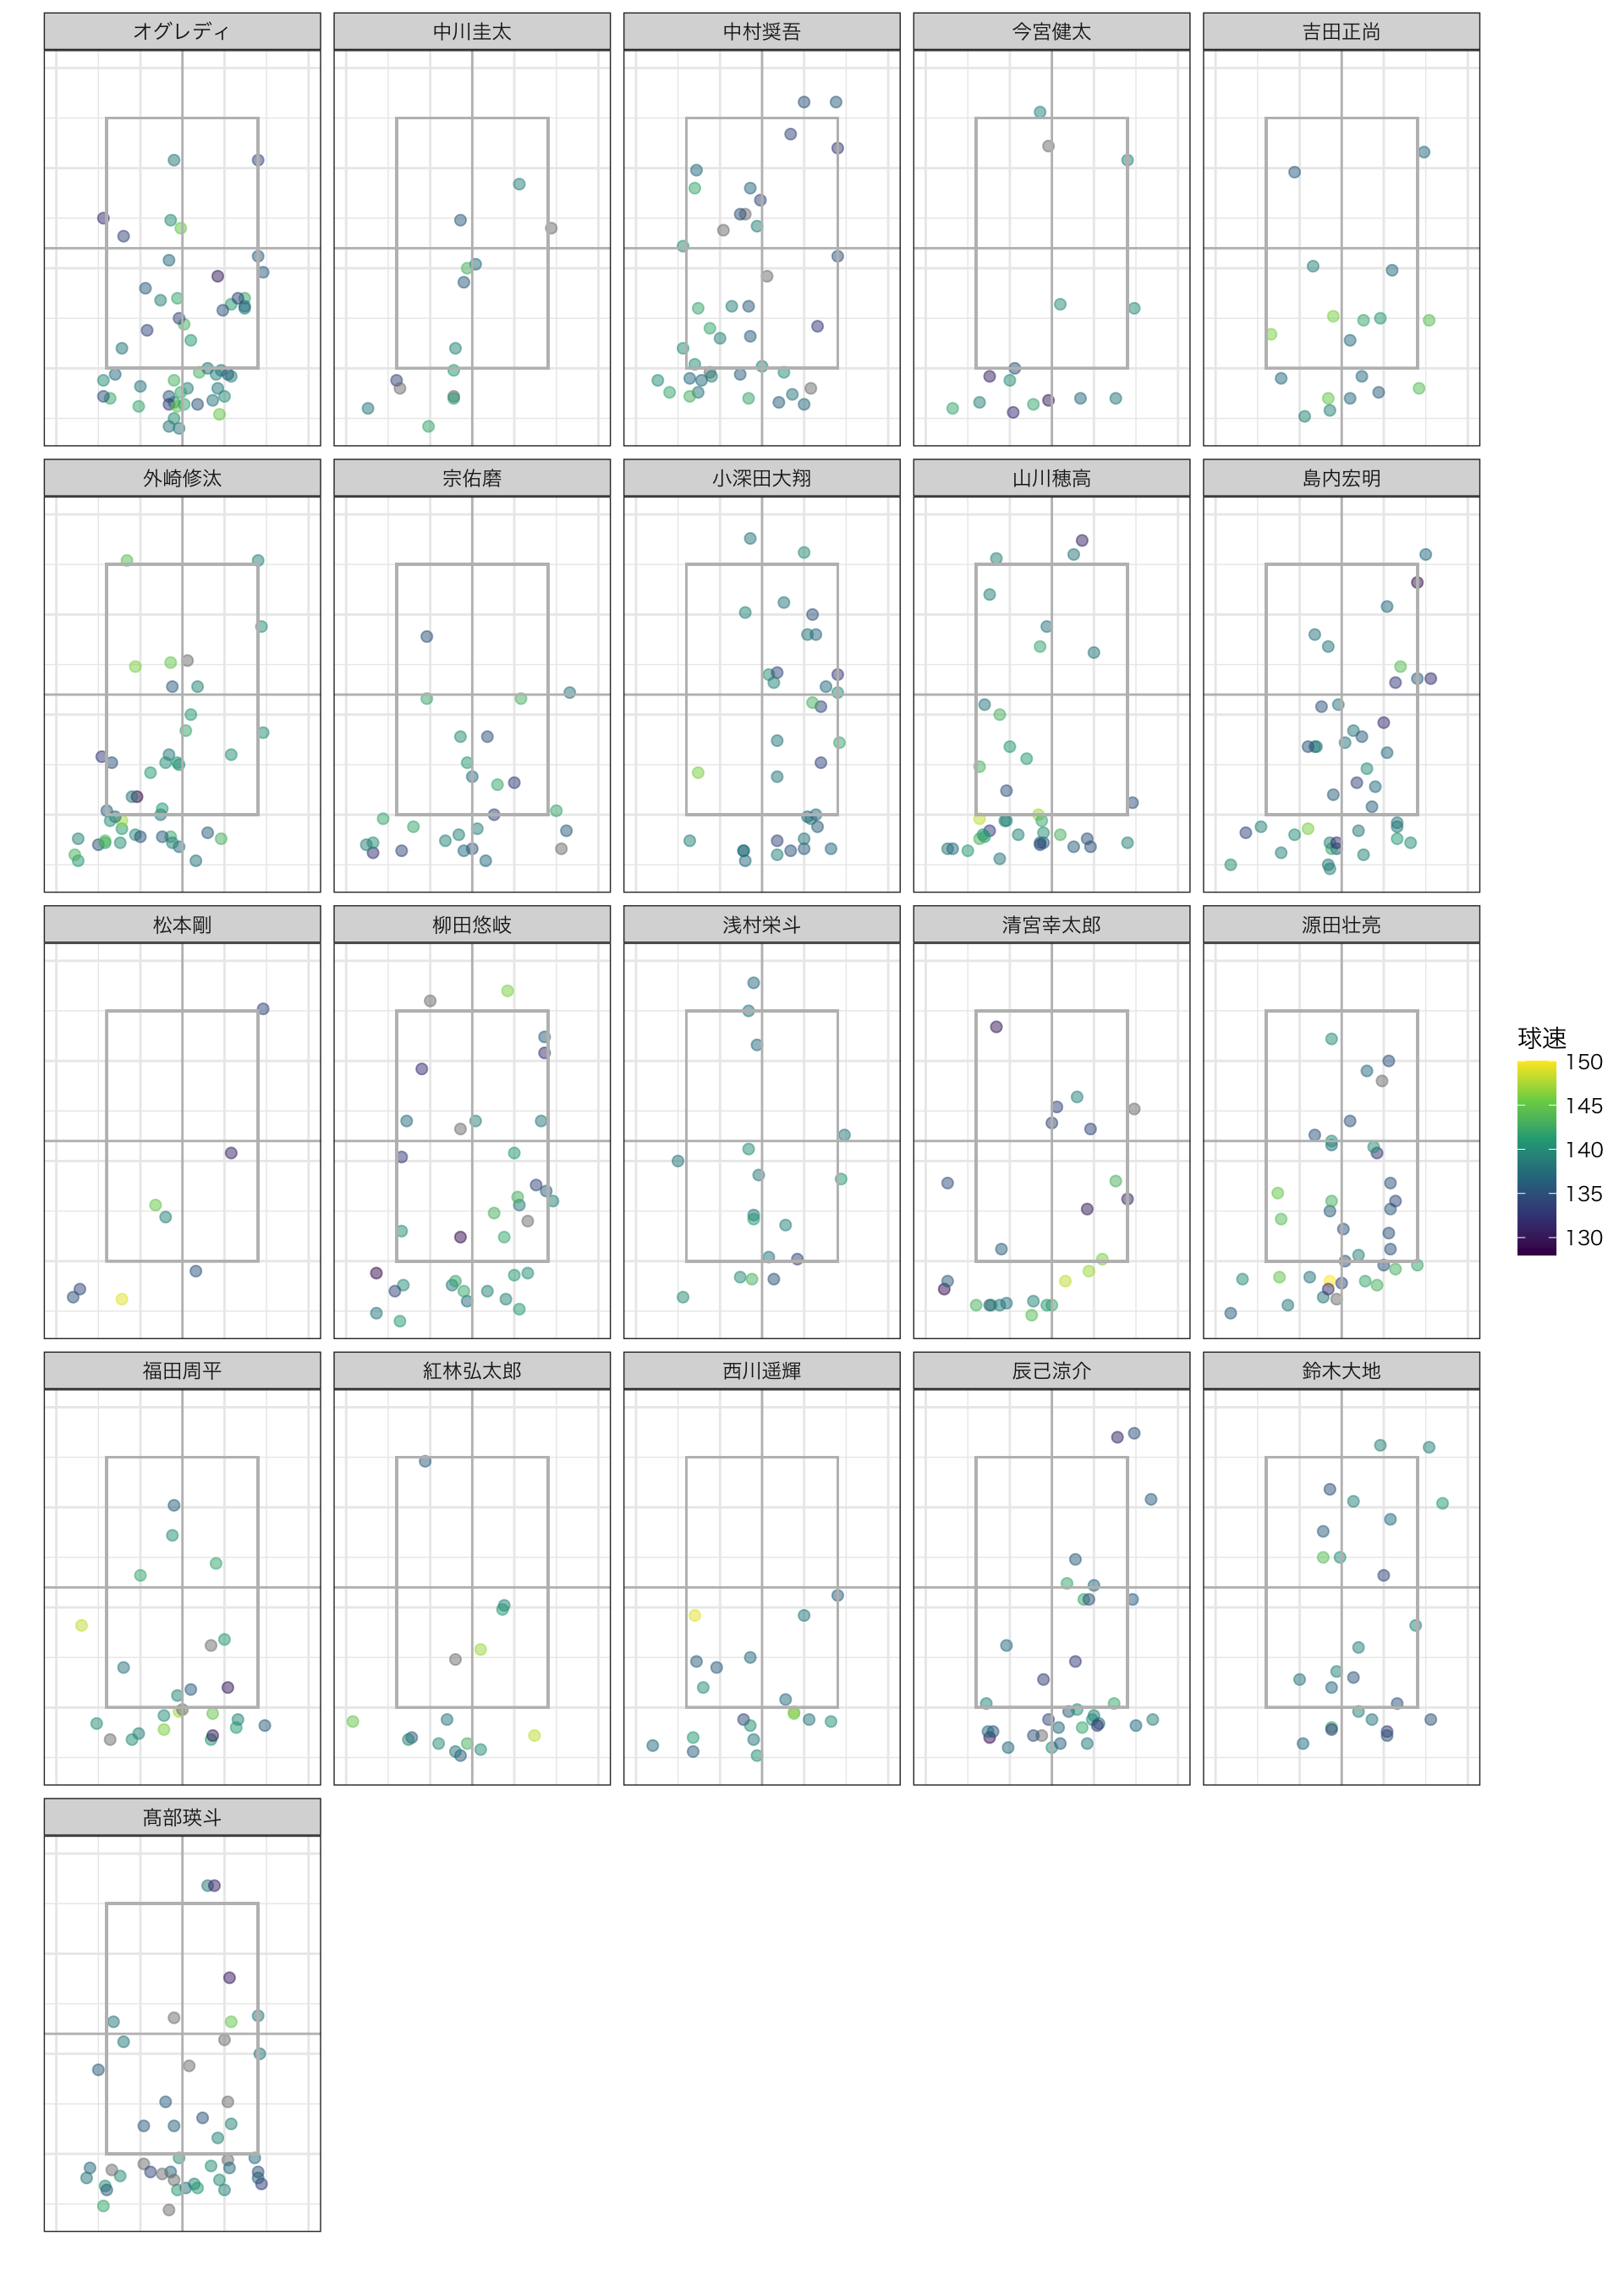 オグレディ
中川圭太
中村奨吾
今宮健太
吉田正尚
外崎修汰
宗佑磨
小深田大翔
山川穂高
島内宏明
松本剛
柳田悠岐
浅村栄斗
清宮幸太郎
源田壮亮
球速
150
145
140
135
130
福田周平
紅林弘太郎
西川遥輝
辰己涼介
鈴木大地
髙部瑛斗